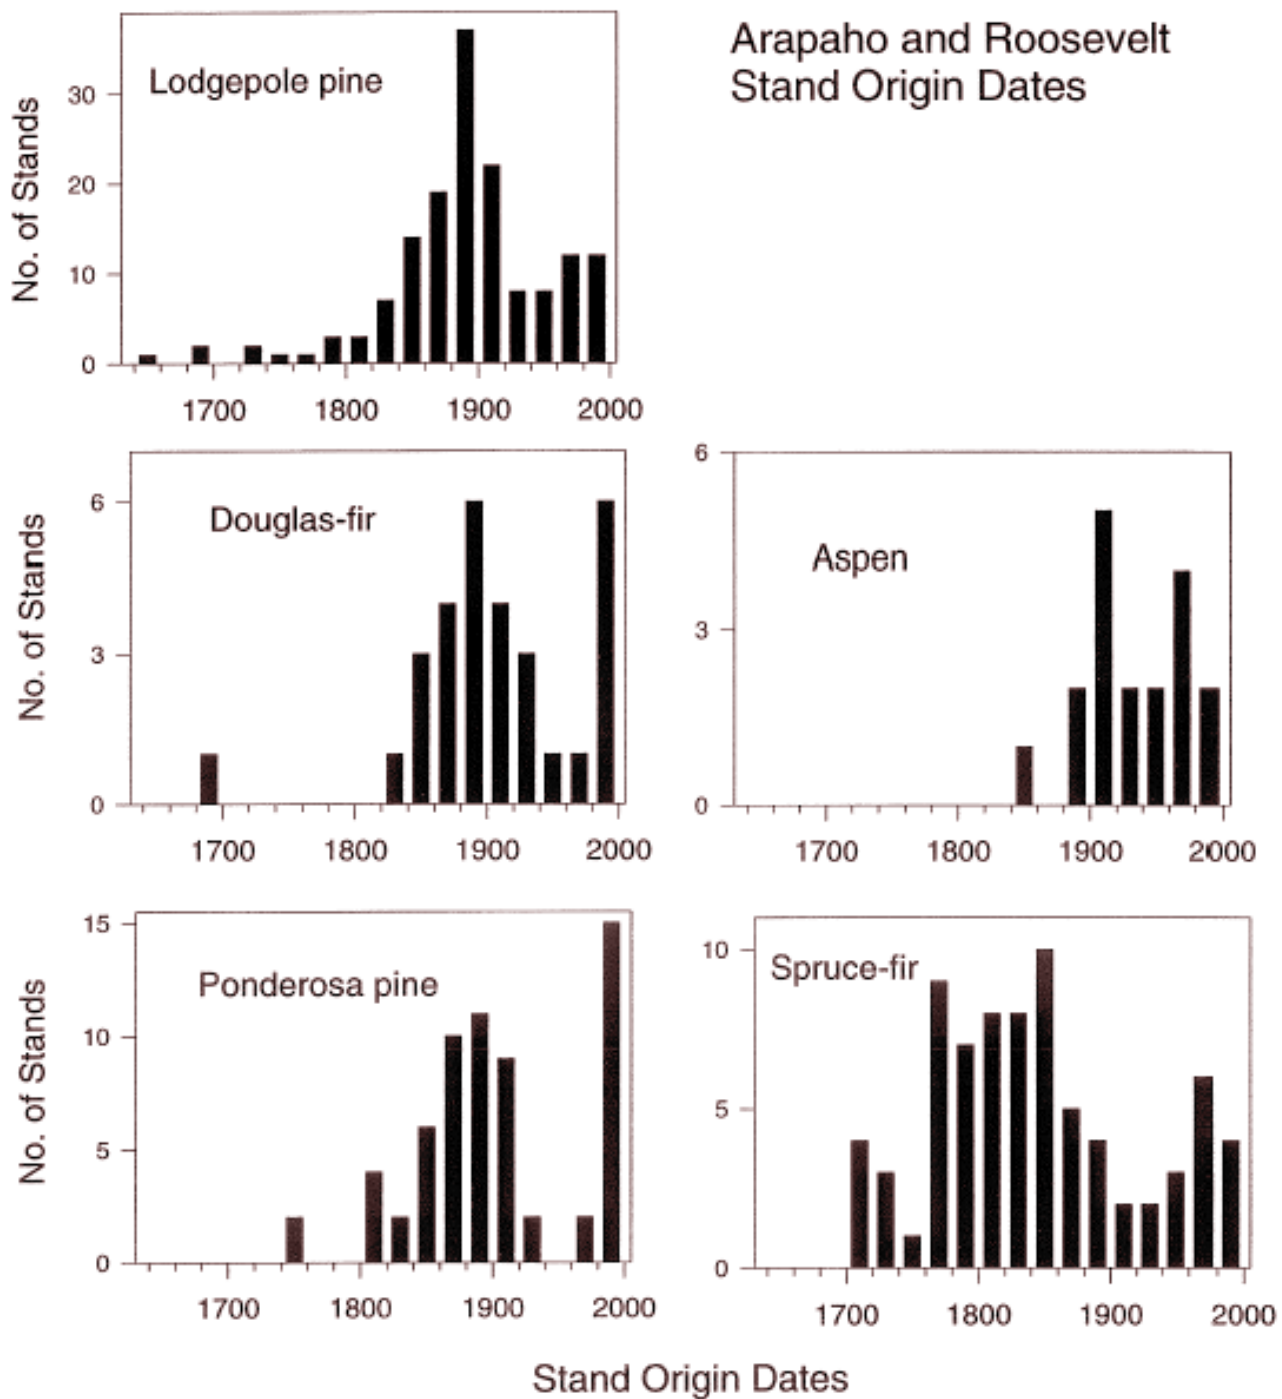 Arapaho and Roosevelt
Stand Origin Dates
Lodgepole pine
No. of Stands
30
20
10
0
1700 1800 1900 2000
Douglas-fir
No. of Stands
6
3
0
1700 1800 1900 2000
Aspen
6
3
0
1700 1800 1900 2000
Ponderosa pine
No. of Stands
15
10
5
0
1700 1800 1900 2000
Spruce-fir
10
5
0
1700 1800 1900 2000
Stand Origin Dates